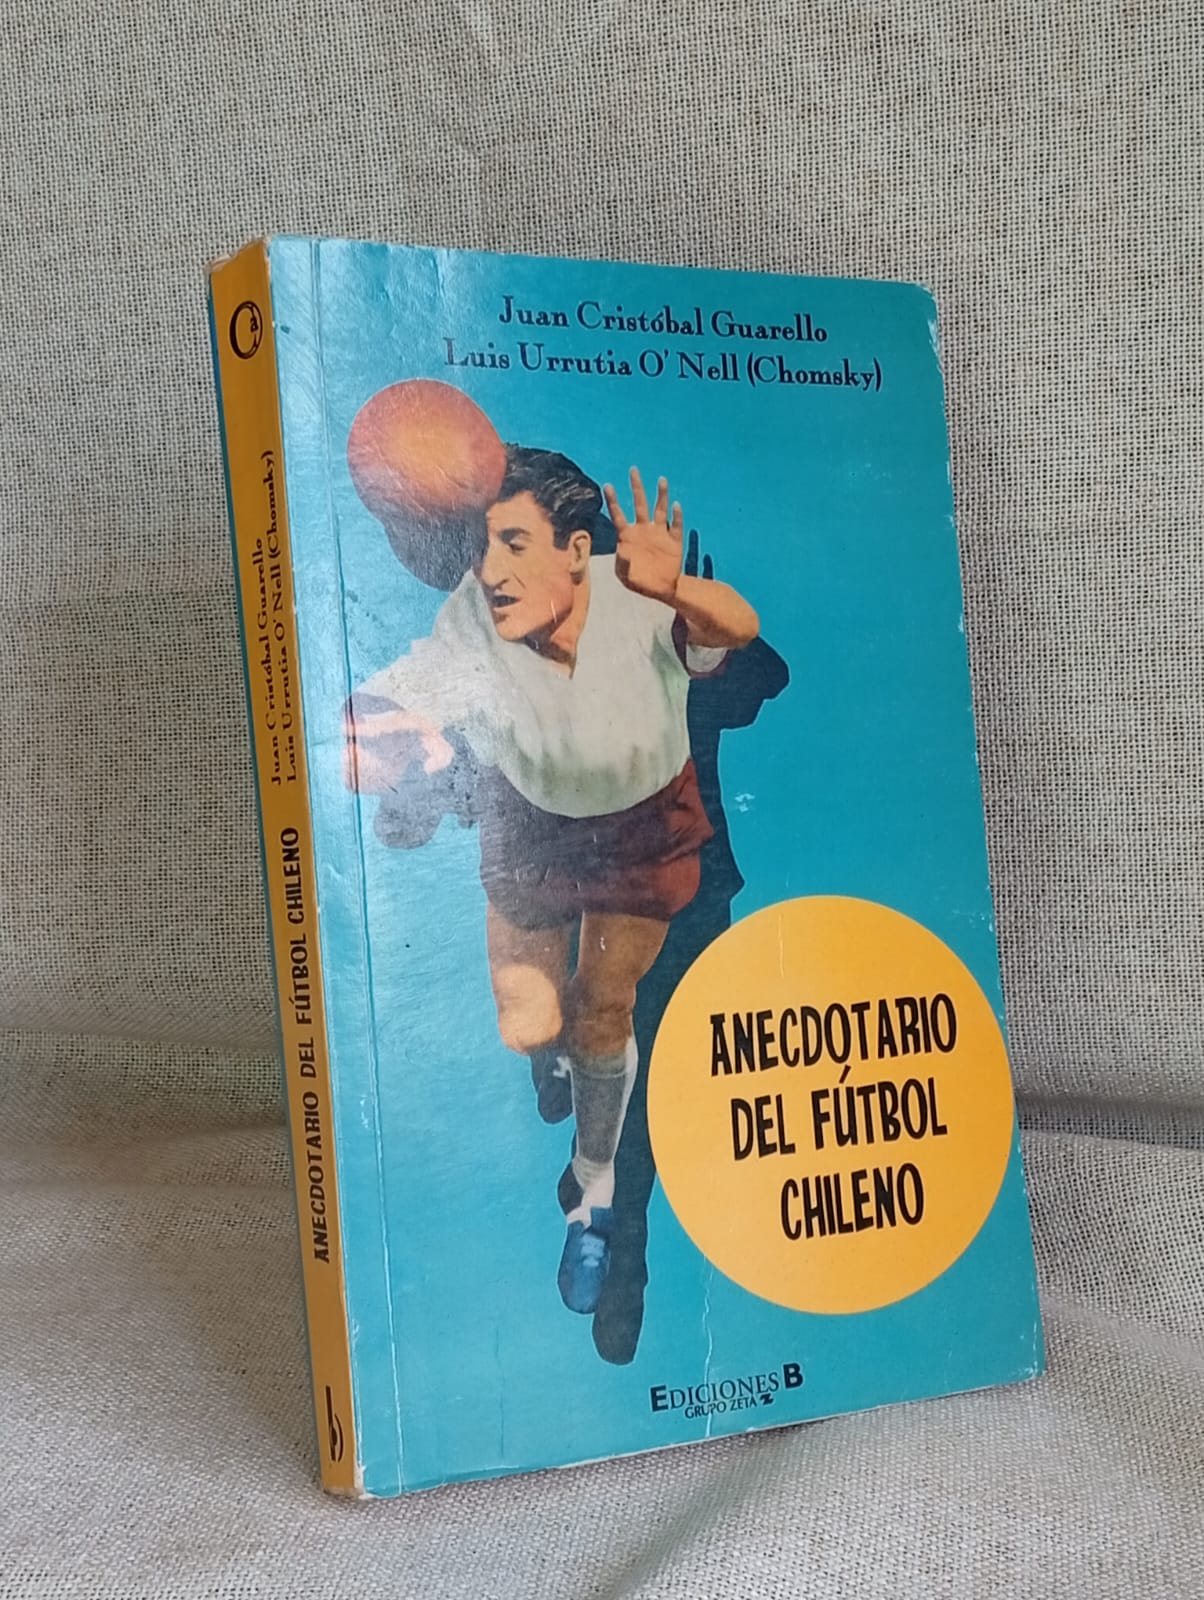 Juan Cristóbal Guarello
Luis Urrutia O' Nell (Chomsky)
ANECDOTARIO
DEL FÚTBOL
CHILENO
EDICIONES B
GRUPO ZETA
ANECDOTARIO DEL FÚTBOL CHILENO
Juan Cristóbal Guarello
Luis Urrutia O' Nell (Chomsky)